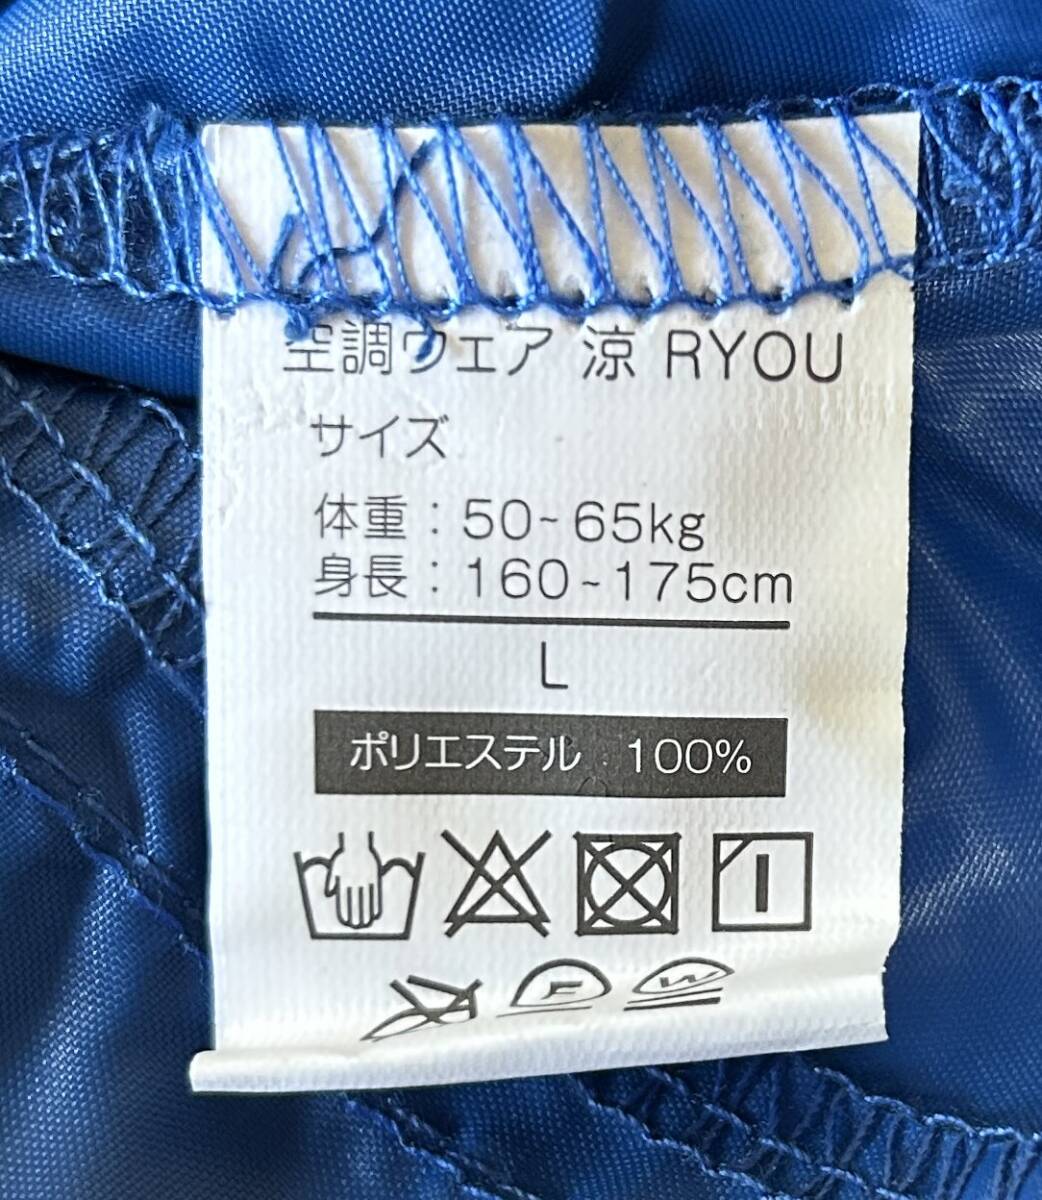 空調ウェア 涼 RYOU
サイズ
体重：50~65kg
身長：160~175cm
L
ポリエステル 100%
F W